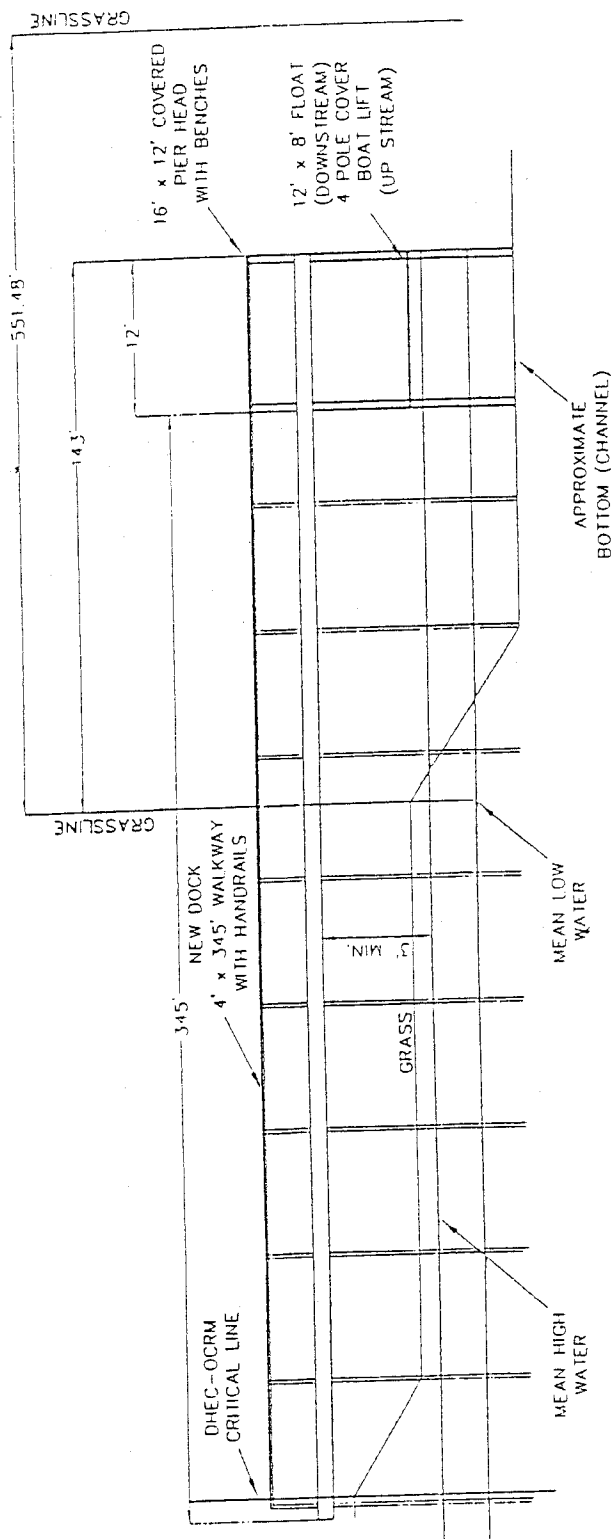 GRASSLINE
551.48'
143'
12'
16' x 12' COVERED
PIER HEAD
WITH BENCHES
12' x 8' FLOAT
(DOWNSTREAM)
4 POLE COVER
BOAT LIFT
(UP STREAM)
GRASSLINE
345'
NEW DOCK
4' x 345' WALKWAY
WITH HANDRAILS
DHEC-OCRM
CRITICAL LINE
3' MIN.
GRASS
MEAN HIGH
WATER
MEAN LOW
WATER
APPROXIMATE
BOTTOM (CHANNEL)